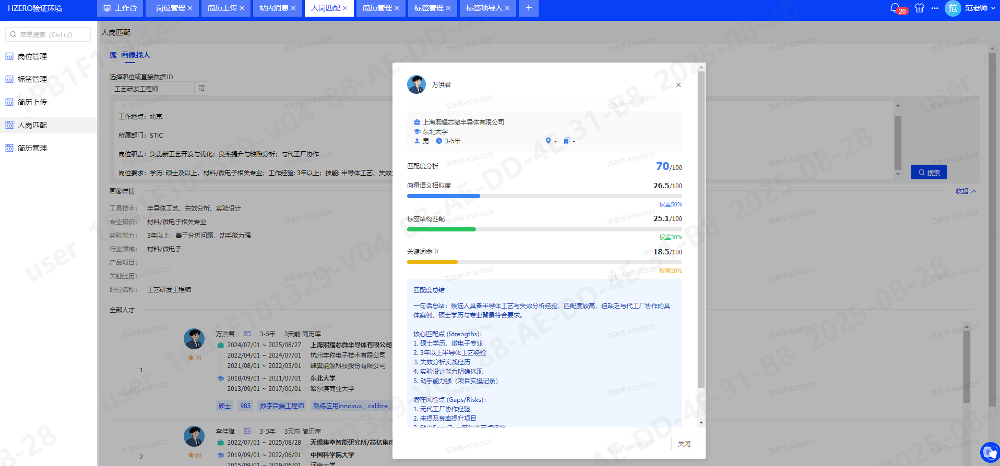 HZERO验证环境
工作台
岗位管理 ×
简历上传 ×
站内消息 ×
人岗匹配 ×
简历管理 ×
标签管理 ×
标签项导入 ×
20
范
范老师
菜单搜索（Ctrl+/）
岗位管理
标签管理
简历上传
人岗匹配
简历管理
人岗匹配
画像找人
选择职位或直接数据JD
工艺研发工程师
工作地点：北京
所属部门：STIC
岗位职责：负责新工艺开发与优化；良率提升与缺陷分析；与代工厂协作
岗位要求：学历: 硕士及以上，材料/微电子相关专业；工作经验: 3年以上；技能: 半导体工艺、失效
搜索
画像详情
收起
工具技术： 半导体工艺、失效分析、实验设计
专业知识： 材料/微电子相关专业
经验能力： 3年以上；善于分析问题，动手能力强
行业领域： 材料/微电子
产品项目：
关键经历：
职位名称： 工艺研发工程师
全部人才
1
70
万洪君 3-5年 3天前 简历库
2024/07/01 ~ 2025/08/27 上海熙耀芯微半导体有限公司
2022/04/01 ~ 2024/07/01 杭州宇称电子技术有限公司
2021/08/01 ~ 2022/03/01 蜂巢能源科技股份有限公司
2018/09/01 ~ 2021/07/01 东北大学
2013/09/01 ~ 2017/06/01 哈尔滨商业大学
硕士 985 数字后端工程师 熟练应用innovus、calibre、
2
69
李佳旗 3-5年 3天前 简历库
2022/07/01 ~ 2025/08/28 无锡集萃智能研究所/芯亿集成
2019/09/01 ~ 2022/06/01 中国科学院大学
2015/09/01 ~ 2019/06/01 河南大学
万洪君
上海熙耀芯微半导体有限公司
东北大学
男 3-5年 - -
匹配度分析 70/100
向量语义相似度 26.5/100
权重50%
标签结构匹配 25.1/100
权重30%
关键词命中 18.5/100
权重20%
匹配度总结
一句话总结：候选人具备半导体工艺与失效分析经验，匹配度较高，但缺乏与代工厂协作的具
体案例，硕士学历与专业背景符合要求。
核心匹配点 (Strengths)：
1. 硕士学历，微电子专业
2. 3年以上半导体工艺经验
3. 失效分析实战经历
4. 实验设计能力明确体现
5. 动手能力强（项目实操记录）
潜在风险点 (Gaps/Risks)：
1. 无代工厂协作经验
2. 未提及良率提升项目
3. 缺少5nm/7nm等先进节点经验
关闭
范老师-8/28/2025
user 1PB1F101329-V04 88-AE-DD-4E-31-B8 2025-08-28